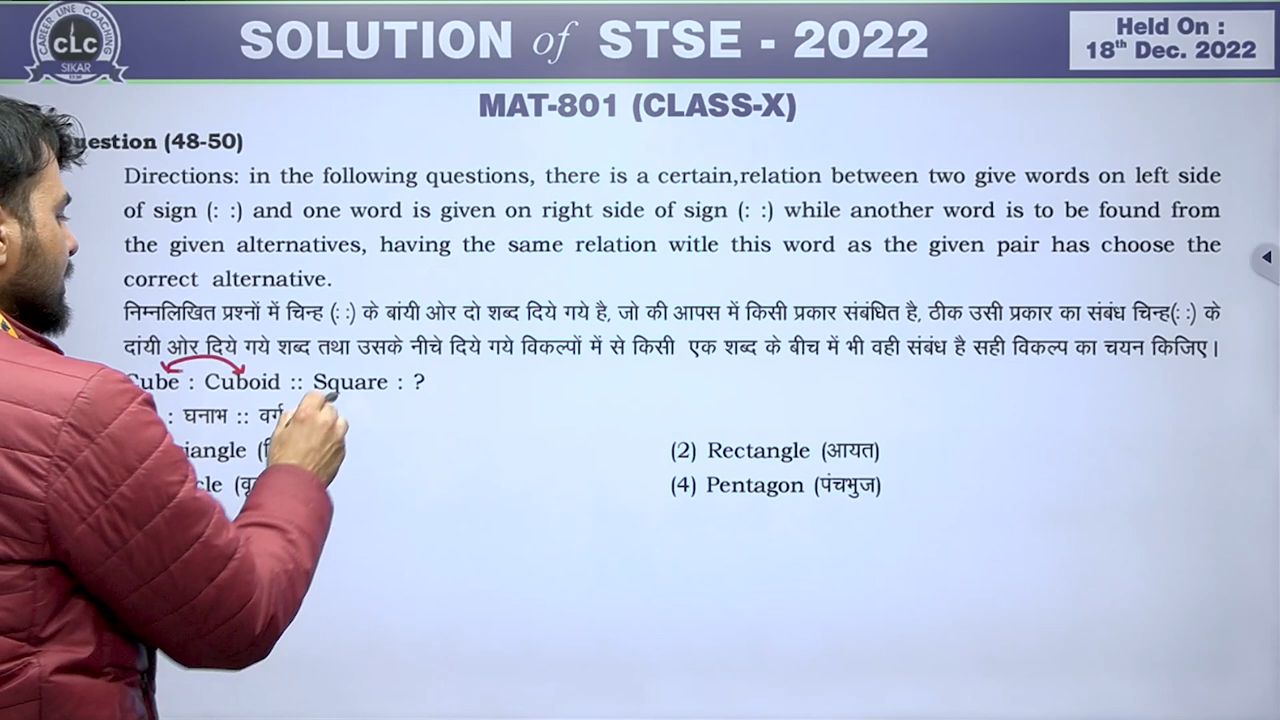 CAREER LINE COACHING
CLC
SIKAR
SOLUTION of STSE - 2022
Held On :
18th Dec. 2022
MAT-801 (CLASS-X)
Question (48-50)
Directions: in the following questions, there is a certain,relation between two give words on left side
of sign (: :) and one word is given on right side of sign (: :) while another word is to be found from
the given alternatives, having the same relation witle this word as the given pair has choose the
correct alternative.
निम्नलिखित प्रश्नों में चिन्ह (: :) के बांयी ओर दो शब्द दिये गये है, जो की आपस में किसी प्रकार संबंधित है, ठीक उसी प्रकार का संबंध चिन्ह(: :) के
दांयी ओर दिये गये शब्द तथा उसके नीचे दिये गये विकल्पों में से किसी एक शब्द के बीच में भी वही संबंध है सही विकल्प का चयन किजिए।
Cube : Cuboid :: Square : ?
: घनाभ :: वर्ग
(2) Rectangle (आयत)
(4) Pentagon (पंचभुज)